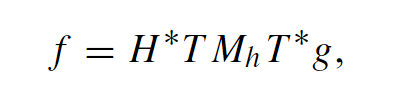 f = H*T M_h T*g,